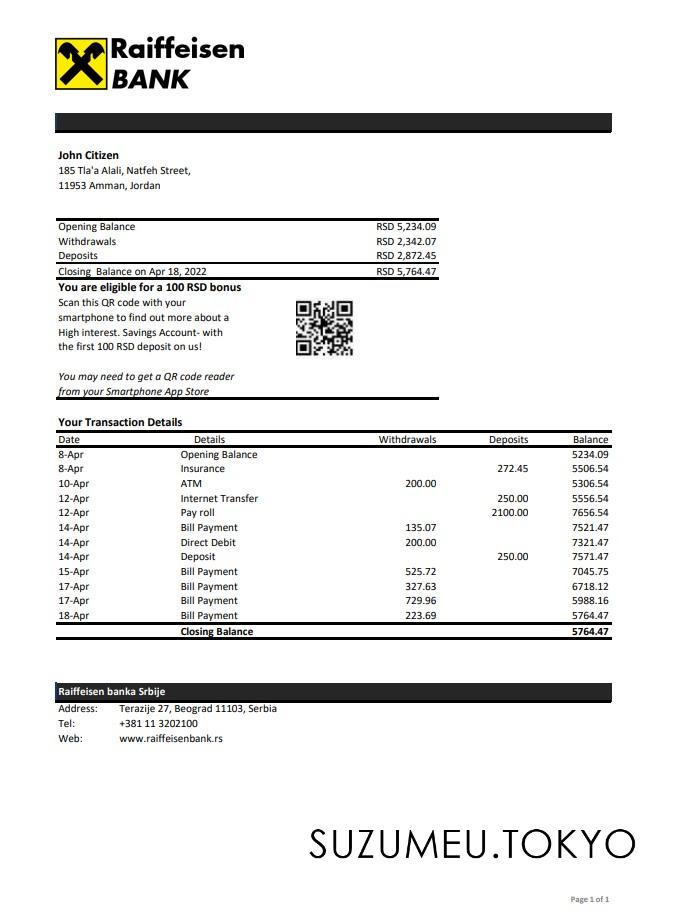 Raiffeisen
BANK
John Citizen
185 Tla'a Alali, Natfeh Street,
11953 Amman, Jordan
Opening Balance RSD 5,234.09
Withdrawals RSD 2,342.07
Deposits RSD 2,872.45
Closing Balance on Apr 18, 2022 RSD 5,764.47
You are eligible for a 100 RSD bonus
Scan this QR code with your
smartphone to find out more about a
High interest. Savings Account- with
the first 100 RSD deposit on us!
You may need to get a QR code reader
from your Smartphone App Store
Your Transaction Details
Date Details Withdrawals Deposits Balance
8-Apr Opening Balance 5234.09
8-Apr Insurance 272.45 5506.54
10-Apr ATM 200.00 5306.54
12-Apr Internet Transfer 250.00 5556.54
12-Apr Pay roll 2100.00 7656.54
14-Apr Bill Payment 135.07 7521.47
14-Apr Direct Debit 200.00 7321.47
14-Apr Deposit 250.00 7571.47
15-Apr Bill Payment 525.72 7045.75
17-Apr Bill Payment 327.63 6718.12
17-Apr Bill Payment 729.96 5988.16
18-Apr Bill Payment 223.69 5764.47
Closing Balance 5764.47
Raiffeisen banka Srbije
Address: Terazije 27, Beograd 11103, Serbia
Tel: +381 11 3202100
Web: www.raiffeisenbank.rs
SUZUMEU.TOKYO
Page 1 of 1